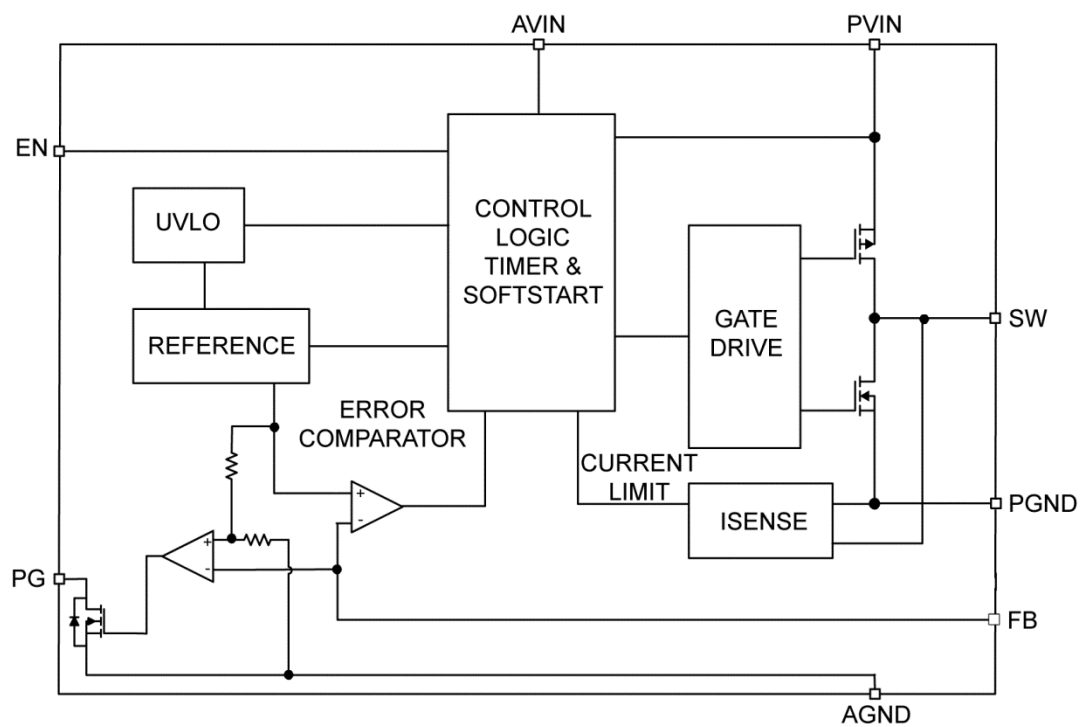 AVIN
PVIN
EN
UVLO
CONTROL
LOGIC
TIMER &
SOFTSTART
GATE
DRIVE
SW
REFERENCE
ERROR
COMPARATOR
CURRENT
LIMIT
ISENSE
PGND
+
-
+
-
PG
FB
AGND